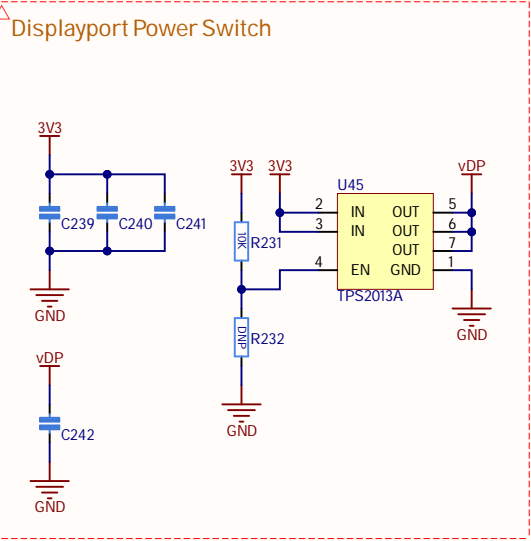 Displayport Power Switch
3V3
C239 C240 C241
GND
vDP
C242
GND
3V3 3V3
10K R231
DNP R232
GND
U45
2 IN OUT 5
3 IN OUT 6
OUT 7
4 EN GND 1
TPS2013A
vDP
GND